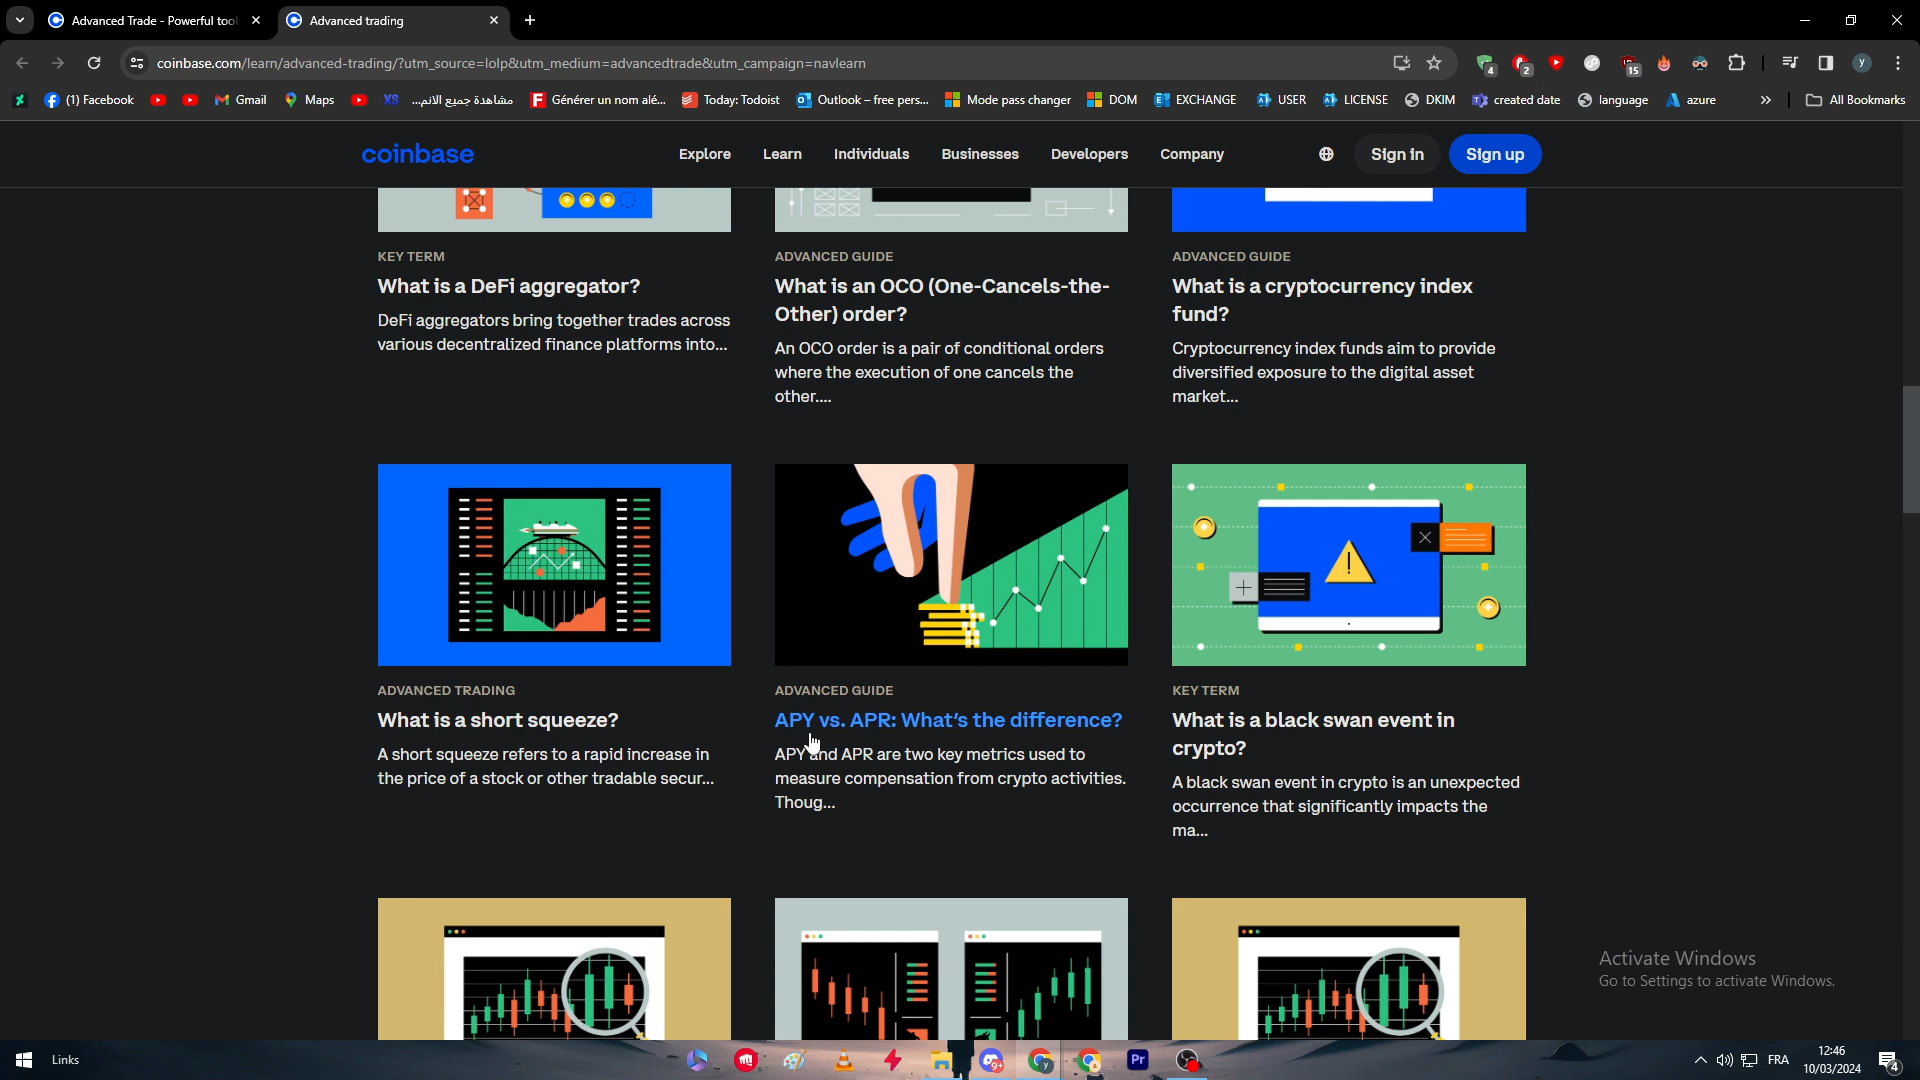 Advanced Trade - Powerful tool
Advanced trading
coinbase.com/learn/advanced-trading/?utm_source=lolp&utm_medium=advancedtrade&utm_campaign=navlearn
4
2
15
y
(1) Facebook
Gmail
Maps
XS
مشاهدة جميع الانم...
Générer un nom alé...
Today: Todoist
Outlook – free pers...
Mode pass changer
DOM
EXCHANGE
USER
LICENSE
DKIM
created date
language
azure
»
All Bookmarks
coinbase
Explore
Learn
Individuals
Businesses
Developers
Company
Sign in
Sign up
KEY TERM
What is a DeFi aggregator?
DeFi aggregators bring together trades across
various decentralized finance platforms into...
ADVANCED GUIDE
What is an OCO (One-Cancels-the-
Other) order?
An OCO order is a pair of conditional orders
where the execution of one cancels the
other....
ADVANCED GUIDE
What is a cryptocurrency index
fund?
Cryptocurrency index funds aim to provide
diversified exposure to the digital asset
market...
ADVANCED TRADING
What is a short squeeze?
A short squeeze refers to a rapid increase in
the price of a stock or other tradable secur...
ADVANCED GUIDE
APY vs. APR: What's the difference?
APY and APR are two key metrics used to
measure compensation from crypto activities.
Thoug...
KEY TERM
What is a black swan event in
crypto?
A black swan event in crypto is an unexpected
occurrence that significantly impacts the
ma...
Activate Windows
Go to Settings to activate Windows.
Links
9+
y
Pr
FRA
12:46
10/03/2024
4